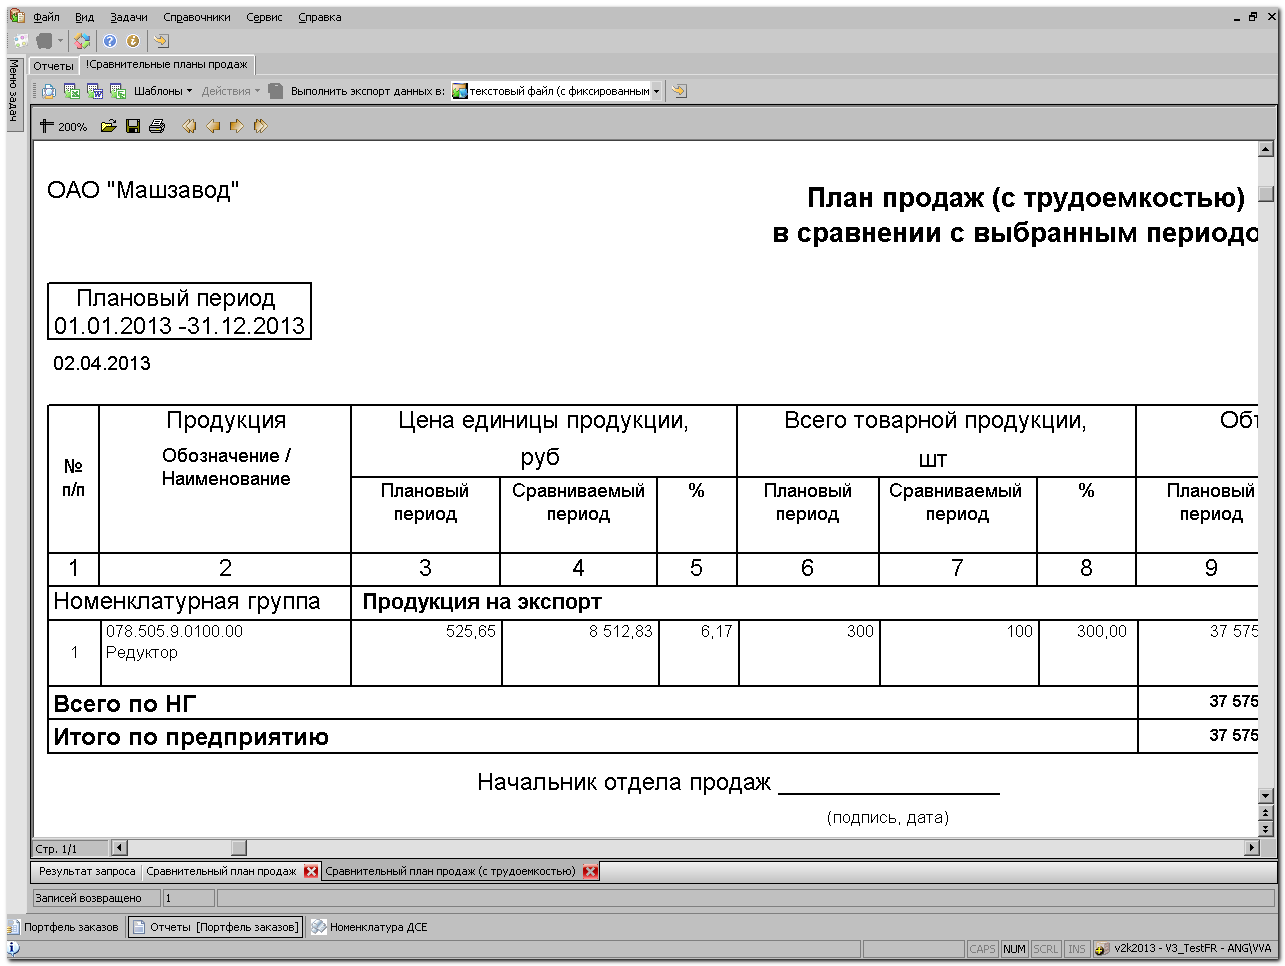 Файл Вид Задачи Справочники Сервис Справка
Меню задач
Отчеты !Сравнительные планы продаж
Шаблоны Действия Выполнить экспорт данных в: текстовый файл (с фиксированным
200%
ОАО "Машзавод"
План продаж (с трудоемкостью)
в сравнении с выбранным периодо
Плановый период
01.01.2013 -31.12.2013
02.04.2013
№ п/п
Продукция
Обозначение /
Наименование
Цена единицы продукции,
руб
Всего товарной продукции,
шт
Объ
Плановый период
Сравниваемый период
%
Плановый период
Сравниваемый период
%
Плановый период
1 2 3 4 5 6 7 8 9
Номенклатурная группа Продукция на экспорт
1 078.505.9.0100.00 525,65 8 512,83 6,17 300 100 300,00 37 575
Редуктор
Всего по НГ 37 575
Итого по предприятию 37 575
Начальник отдела продаж
(подпись, дата)
Стр. 1/1
Результат запроса Сравнительный план продаж Сравнительный план продаж (с трудоемкостью)
Записей возвращено 1
Портфель заказов Отчеты [Портфель заказов] Номенклатура ДСЕ
CAPS NUM SCRL INS v2k2013 - V3_TestFR - ANG\VVA